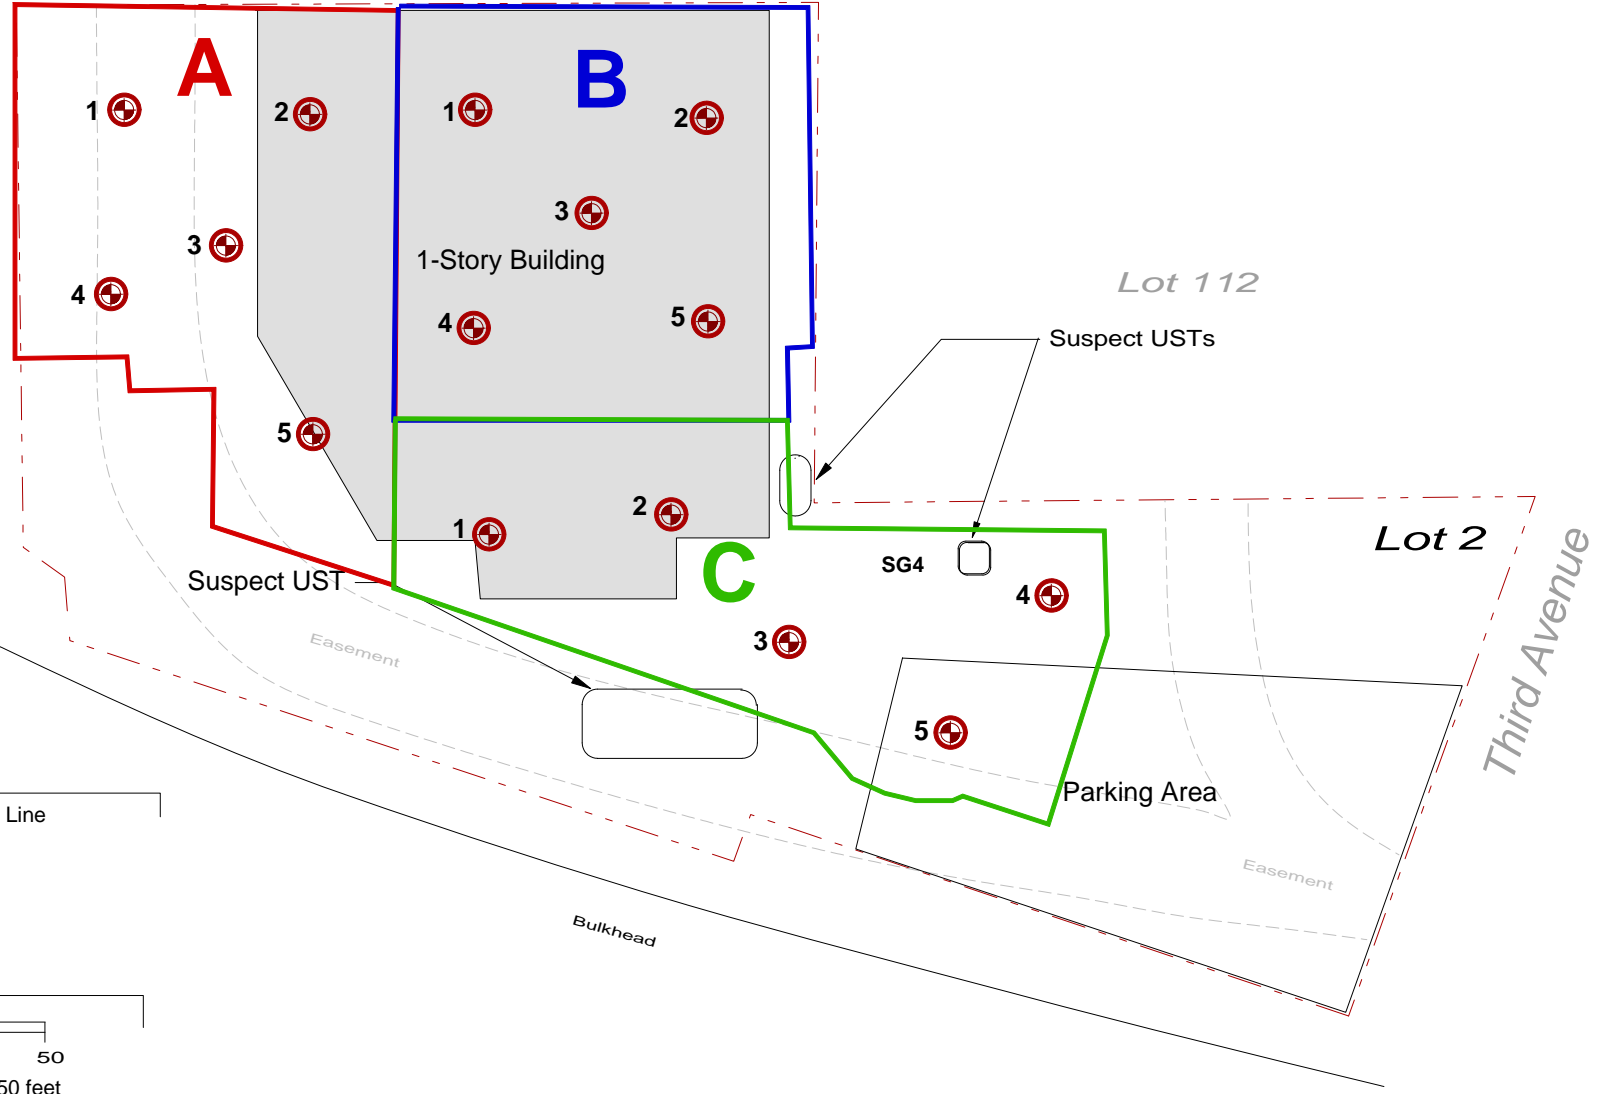 A
B
1
2
1
2
3
1-Story Building
3
4
4
5
Lot 112
Suspect USTs
5
1
2
C
SG4
Lot 2
Third Avenue
Suspect UST
4
Easement
3
5
Parking Area
Line
Easement
Bulkhead
50
50 feet